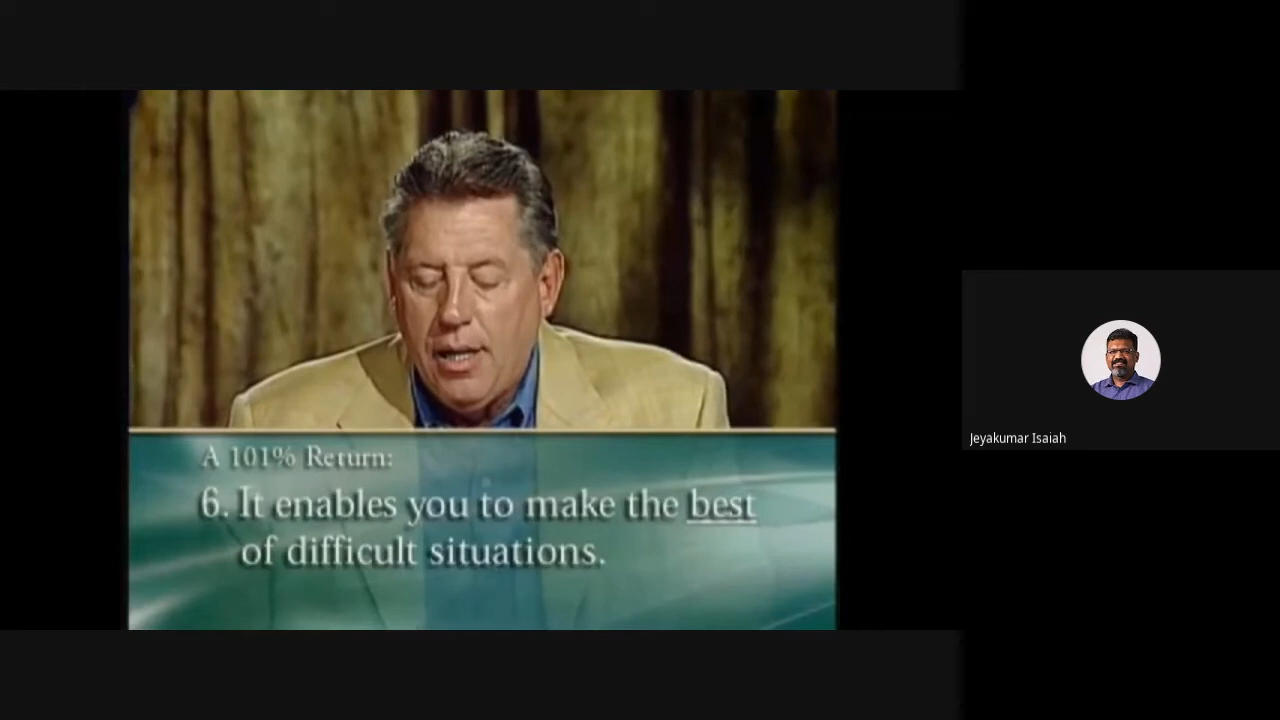 A 101% Return:
6. It enables you to make the best
of difficult situations.
Jeyakumar Isaiah